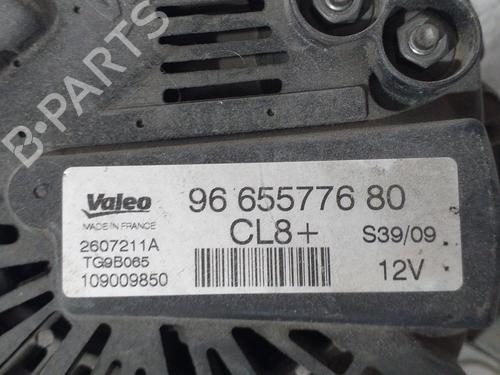 B-PARTS
Valeo
MADE IN FRANCE
96 655776 80
CL8+
S39/09
2607211A
TG9B065
109009850
12V